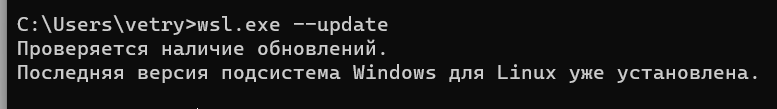 C:\Users\vetry>wsl.exe --update
Проверяется наличие обновлений.
Последняя версия подсистема Windows для Linux уже установлена.